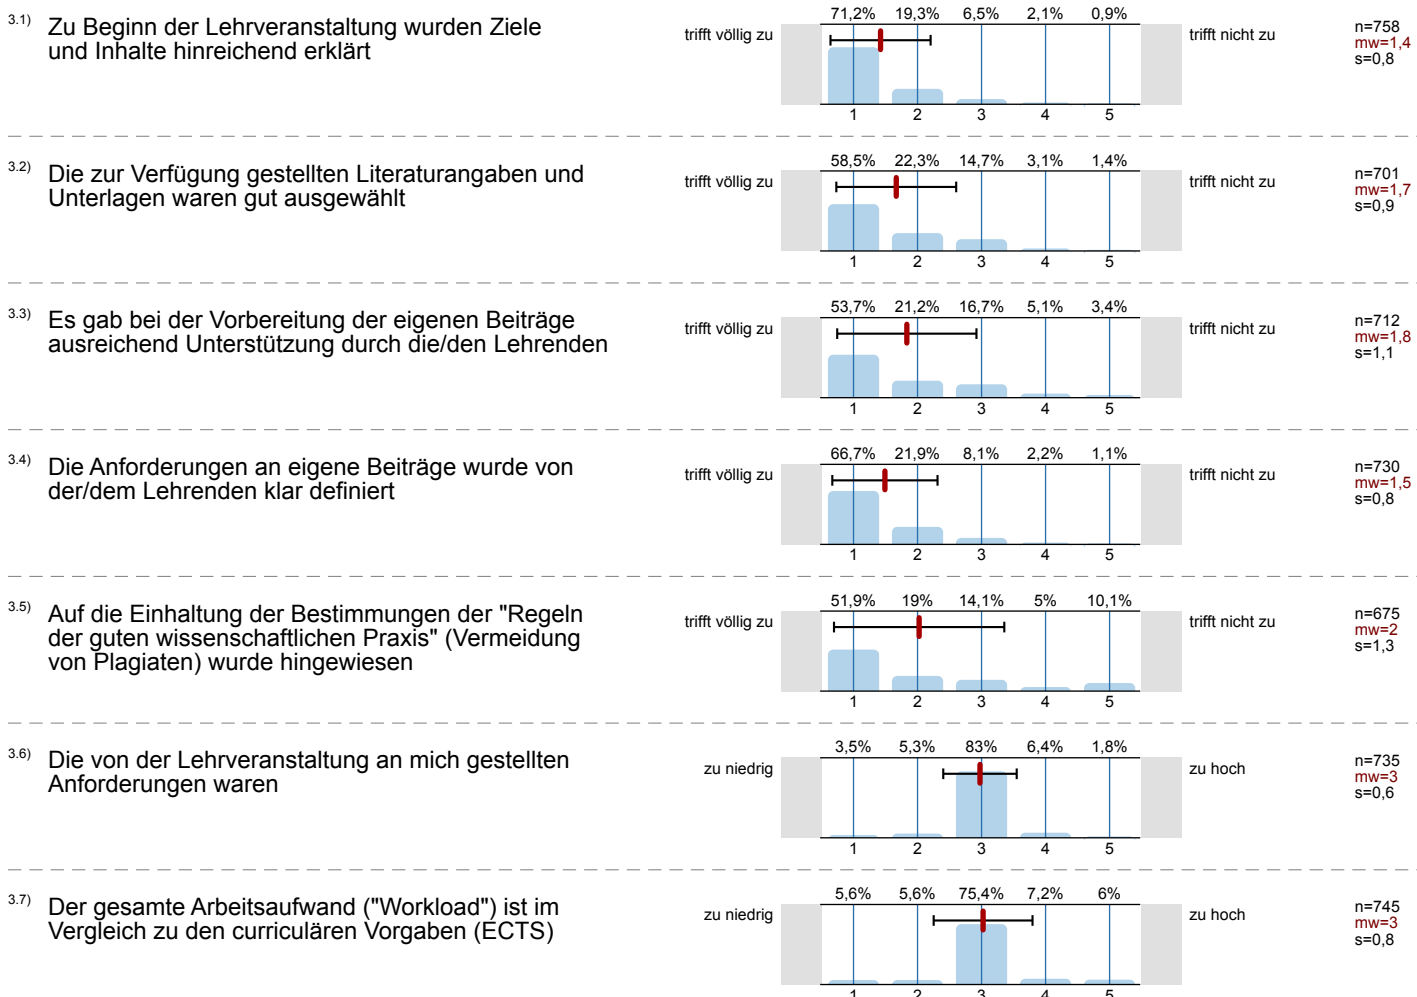 3.1) Zu Beginn der Lehrveranstaltung wurden Ziele
und Inhalte hinreichend erklärt
trifft völlig zu
71,2% 19,3% 6,5% 2,1% 0,9%
1 2 3 4 5
trifft nicht zu
n=758
mw=1,4
s=0,8
3.2) Die zur Verfügung gestellten Literaturangaben und
Unterlagen waren gut ausgewählt
trifft völlig zu
58,5% 22,3% 14,7% 3,1% 1,4%
1 2 3 4 5
trifft nicht zu
n=701
mw=1,7
s=0,9
3.3) Es gab bei der Vorbereitung der eigenen Beiträge
ausreichend Unterstützung durch die/den Lehrenden
trifft völlig zu
53,7% 21,2% 16,7% 5,1% 3,4%
1 2 3 4 5
trifft nicht zu
n=712
mw=1,8
s=1,1
3.4) Die Anforderungen an eigene Beiträge wurde von
der/dem Lehrenden klar definiert
trifft völlig zu
66,7% 21,9% 8,1% 2,2% 1,1%
1 2 3 4 5
trifft nicht zu
n=730
mw=1,5
s=0,8
3.5) Auf die Einhaltung der Bestimmungen der "Regeln
der guten wissenschaftlichen Praxis" (Vermeidung
von Plagiaten) wurde hingewiesen
trifft völlig zu
51,9% 19% 14,1% 5% 10,1%
1 2 3 4 5
trifft nicht zu
n=675
mw=2
s=1,3
3.6) Die von der Lehrveranstaltung an mich gestellten
Anforderungen waren
zu niedrig
3,5% 5,3% 83% 6,4% 1,8%
1 2 3 4 5
zu hoch
n=735
mw=3
s=0,6
3.7) Der gesamte Arbeitsaufwand ("Workload") ist im
Vergleich zu den curriculären Vorgaben (ECTS)
zu niedrig
5,6% 5,6% 75,4% 7,2% 6%
1 2 3 4 5
zu hoch
n=745
mw=3
s=0,8